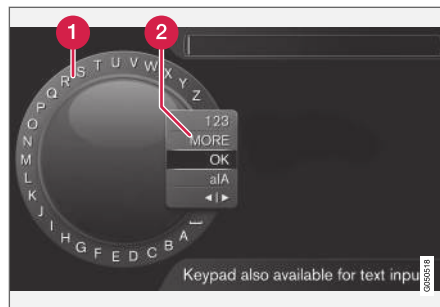 1
2
A B C D E F G H I J K L M N O P Q R S T U V W X Y Z
123
MORE
OK
a|A
◄|►
Keypad also available for text inpu
G050518